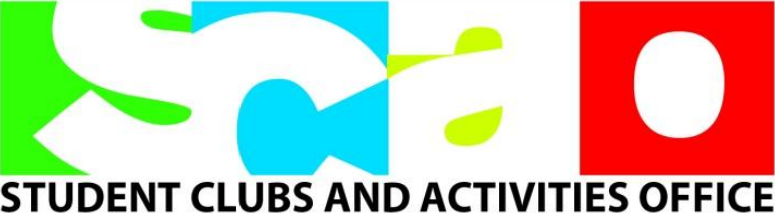 scao
STUDENT CLUBS AND ACTIVITIES OFFICE